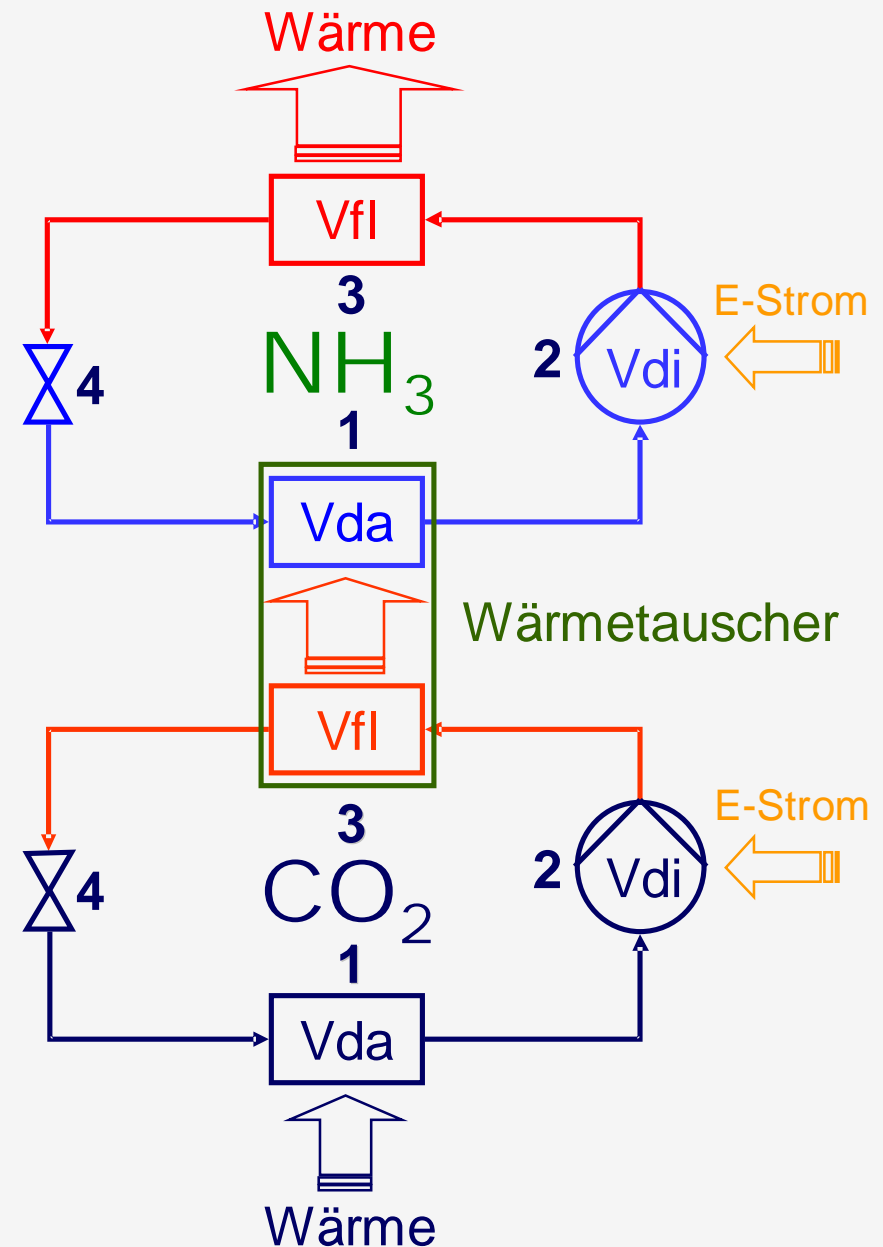 Wärme
Vfl
3
E-Strom
NH3
2
Vdi
4
1
Vda
Wärmetauscher
Vfl
3
E-Strom
CO2
2
Vdi
4
1
Vda
Wärme